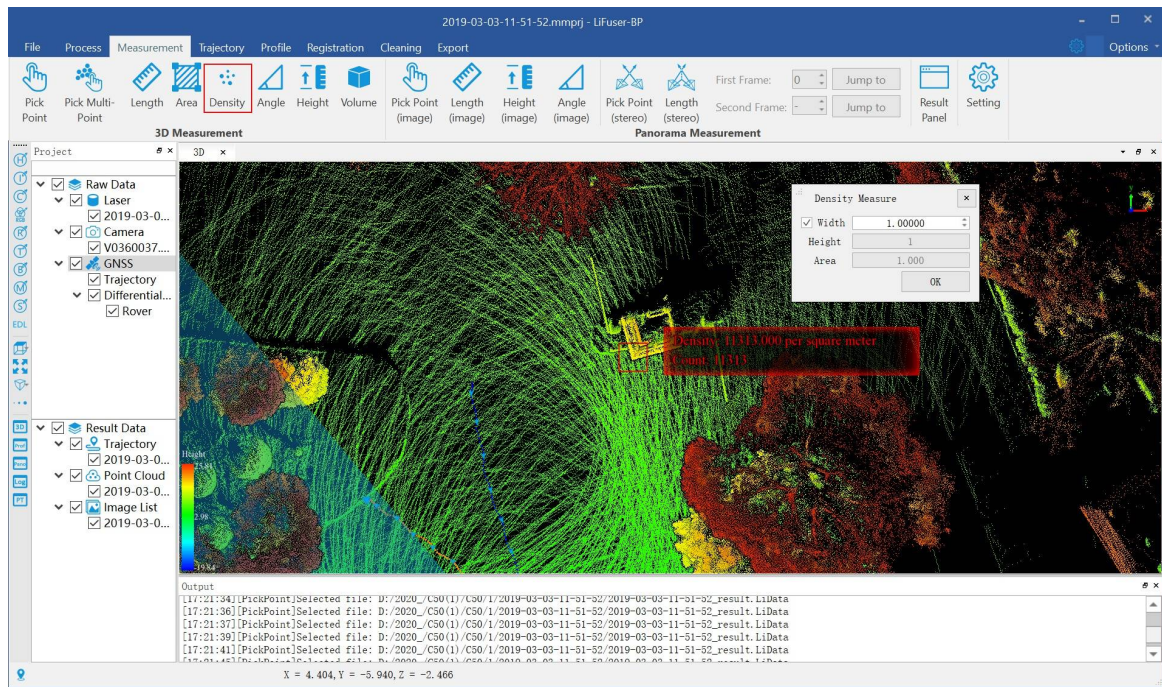 2019-03-03-11-51-52.mmprj - LiFuser-BP
File Process Measurement Trajectory Profile Registration Cleaning Export Options
Pick Point
Pick Multi-Point
Length
Area
Density
Angle
Height
Volume
Pick Point (image)
Length (image)
Height (image)
Angle (image)
Pick Point (stereo)
Length (stereo)
First Frame: 0 Jump to
Second Frame: - Jump to
Result Panel
Setting
3D Measurement
Panorama Measurement
Project
3D
Raw Data
Laser
2019-03-0...
Camera
V0360037....
GNSS
Trajectory
Differential...
Rover
EDL
3D
Log
PT
Result Data
Trajectory
2019-03-0...
Point Cloud
2019-03-0...
Image List
2019-03-0...
Density Measure
Width 1.00000
Height 1
Area 1.000
OK
Density: 11313.000 per square meter
Count: 11313
Height
2.98
Y
Output
[17:21:34][PickPoint]Selected file: D:/2020_/C50(1)/C50/1/2019-03-03-11-51-52/2019-03-03-11-51-52_result.LiData
[17:21:36][PickPoint]Selected file: D:/2020_/C50(1)/C50/1/2019-03-03-11-51-52/2019-03-03-11-51-52_result.LiData
[17:21:37][PickPoint]Selected file: D:/2020_/C50(1)/C50/1/2019-03-03-11-51-52/2019-03-03-11-51-52_result.LiData
[17:21:39][PickPoint]Selected file: D:/2020_/C50(1)/C50/1/2019-03-03-11-51-52/2019-03-03-11-51-52_result.LiData
[17:21:41][PickPoint]Selected file: D:/2020_/C50(1)/C50/1/2019-03-03-11-51-52/2019-03-03-11-51-52_result.LiData
X = 4.404, Y = -5.940, Z = -2.466